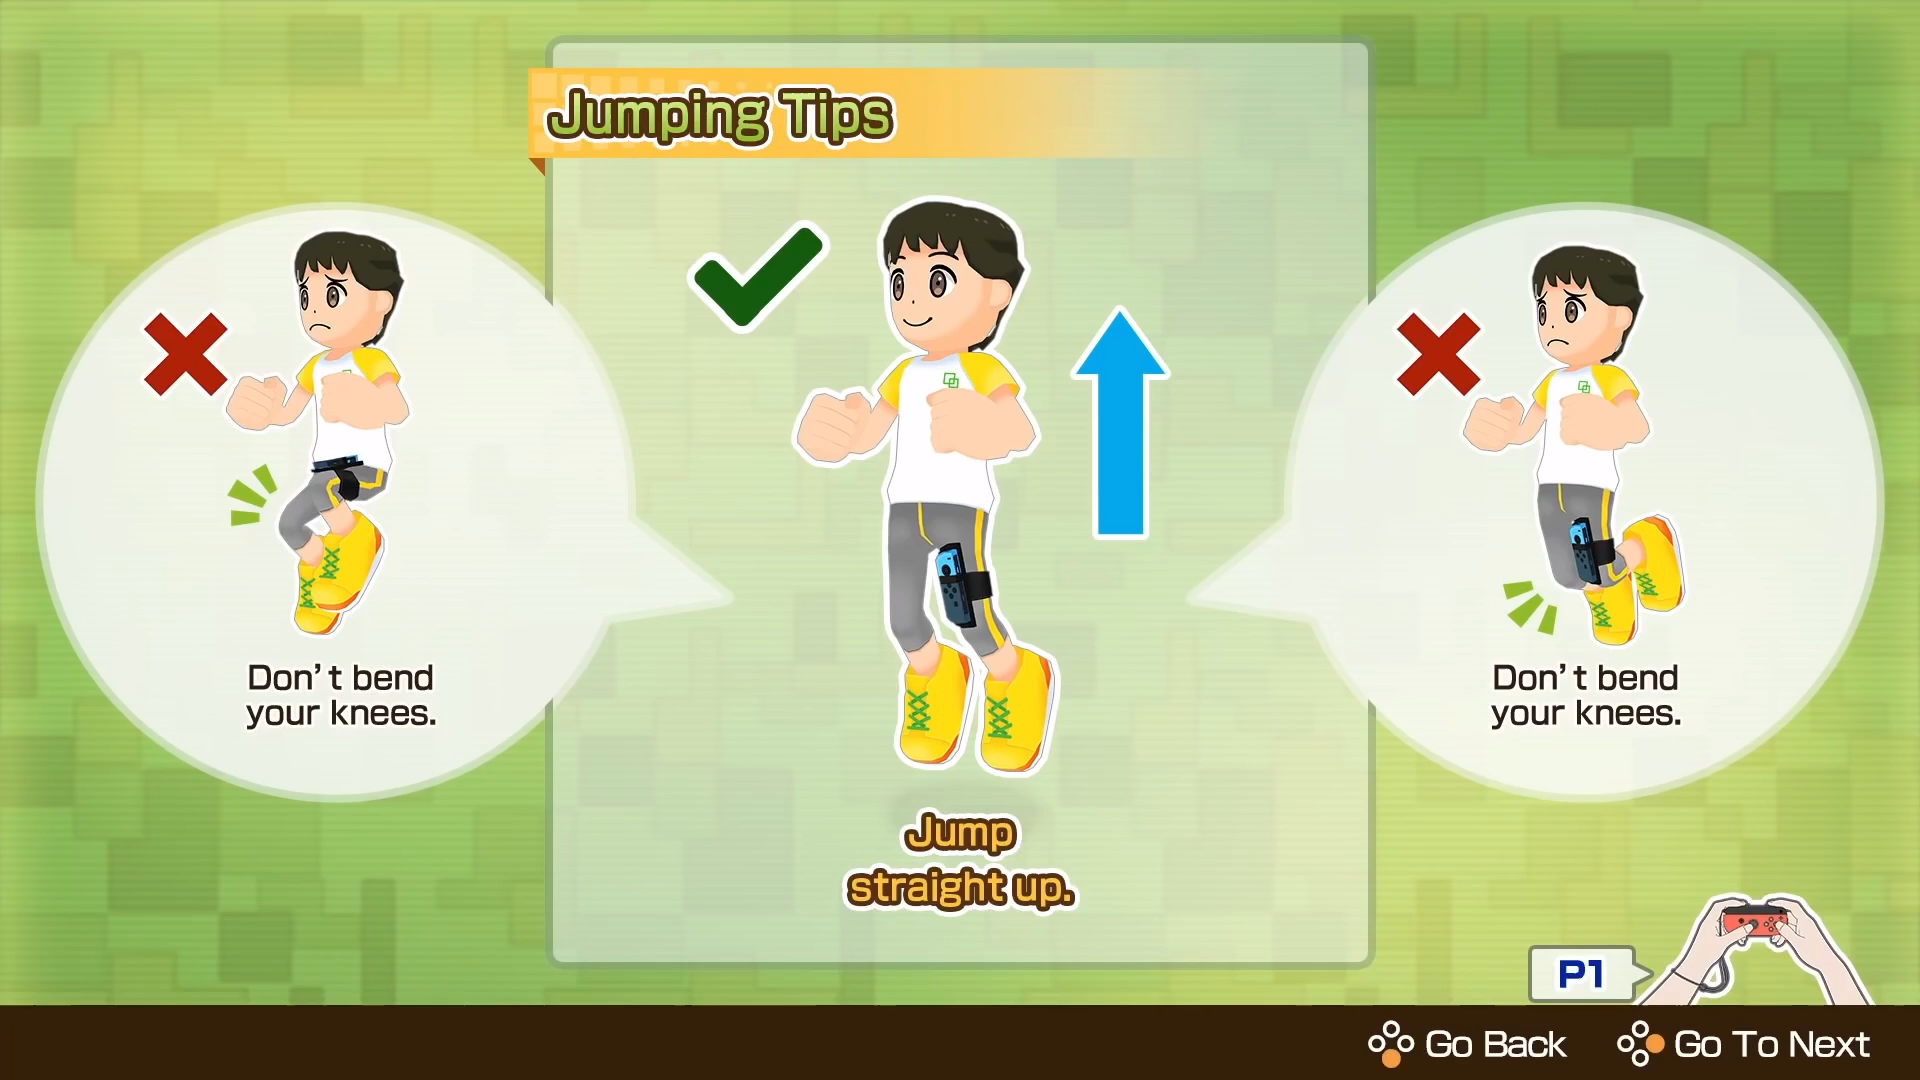 Jumping Tips
Don't bend
your knees.
Jump
straight up.
Don't bend
your knees.
P1
Go Back
Go To Next